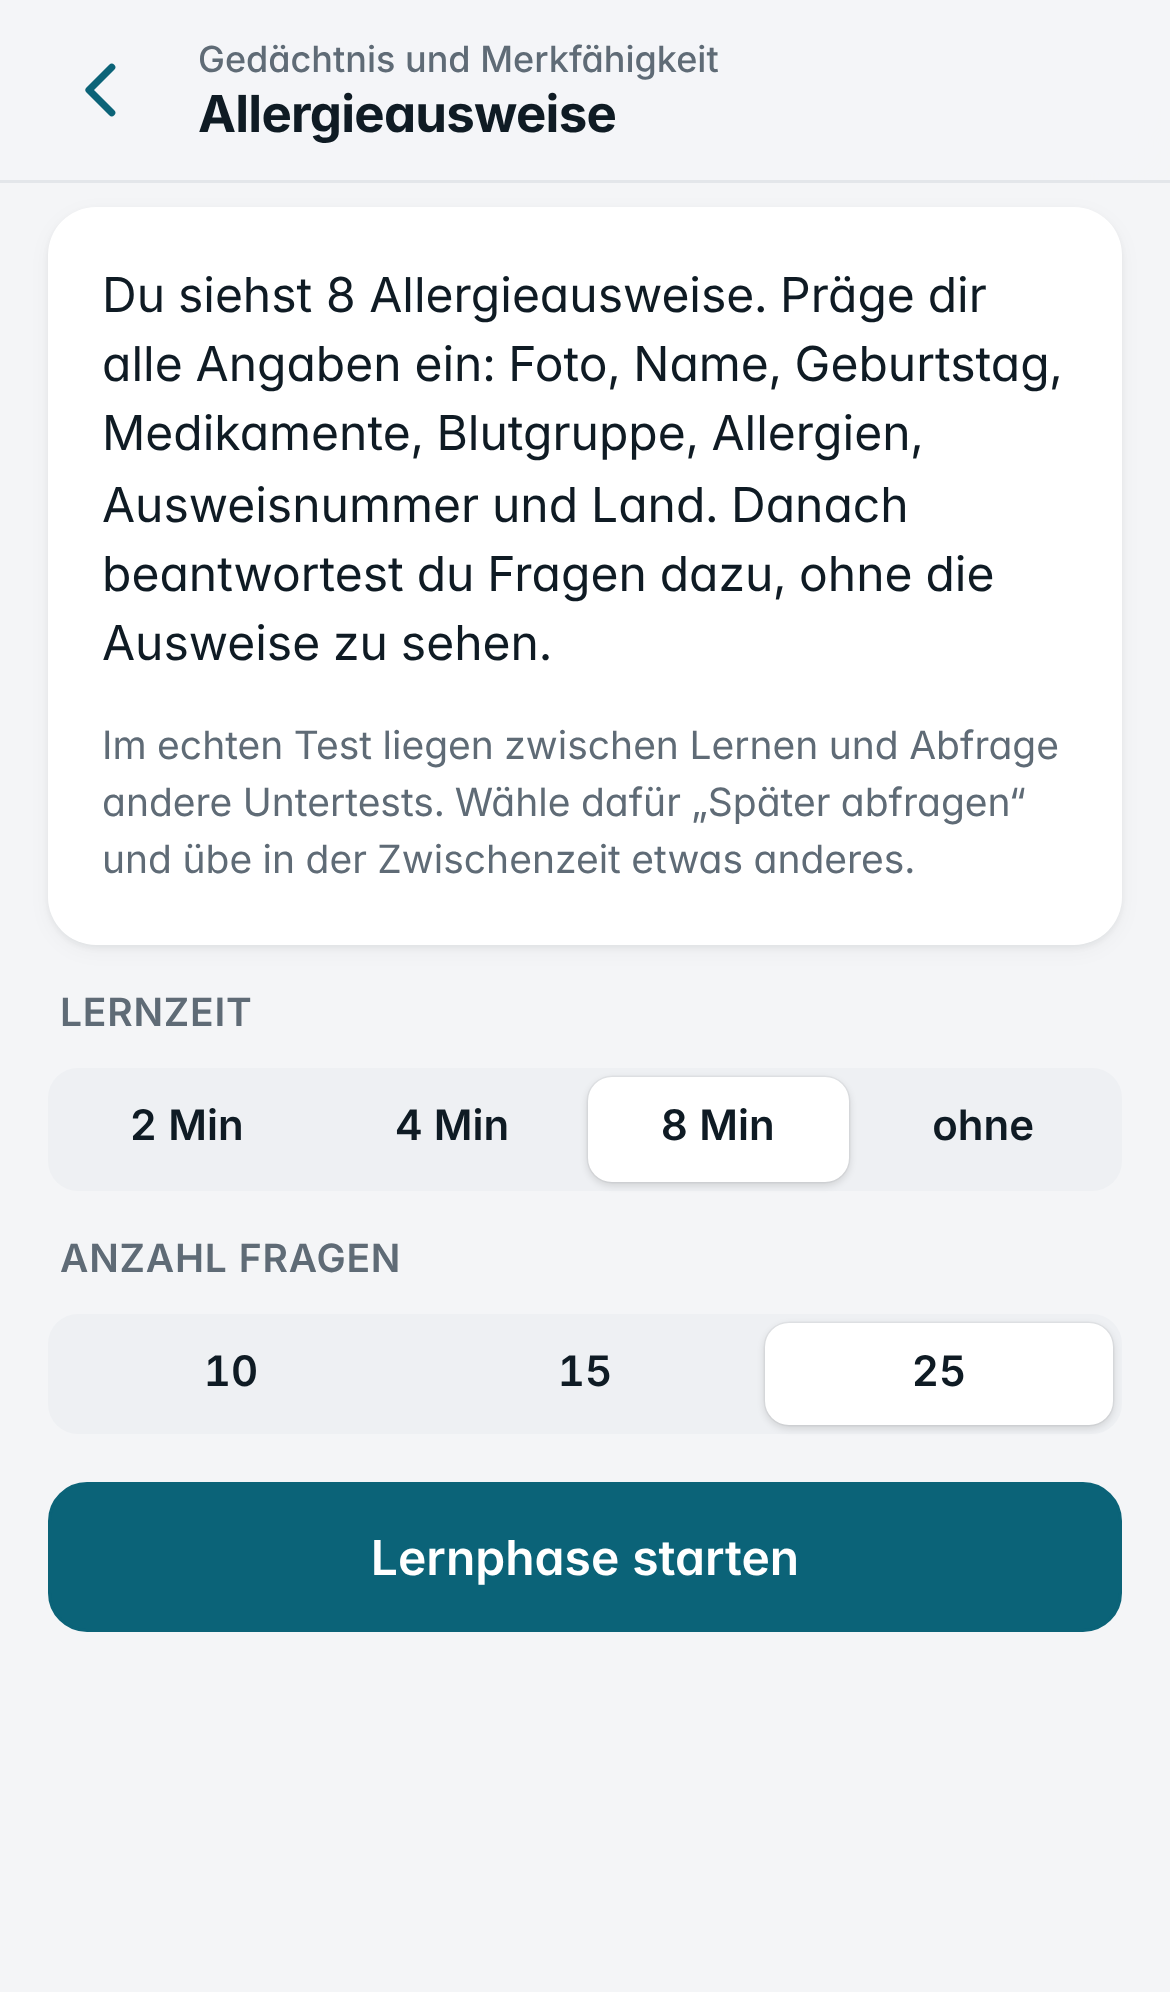 Gedächtnis und Merkfähigkeit
Allergieausweise
Du siehst 8 Allergieausweise. Präge dir
alle Angaben ein: Foto, Name, Geburtstag,
Medikamente, Blutgruppe, Allergien,
Ausweisnummer und Land. Danach
beantwortest du Fragen dazu, ohne die
Ausweise zu sehen.
Im echten Test liegen zwischen Lernen und Abfrage
andere Untertests. Wähle dafür „Später abfragen“
und übe in der Zwischenzeit etwas anderes.
LERNZEIT
2 Min 4 Min 8 Min ohne
ANZAHL FRAGEN
10 15 25
Lernphase starten